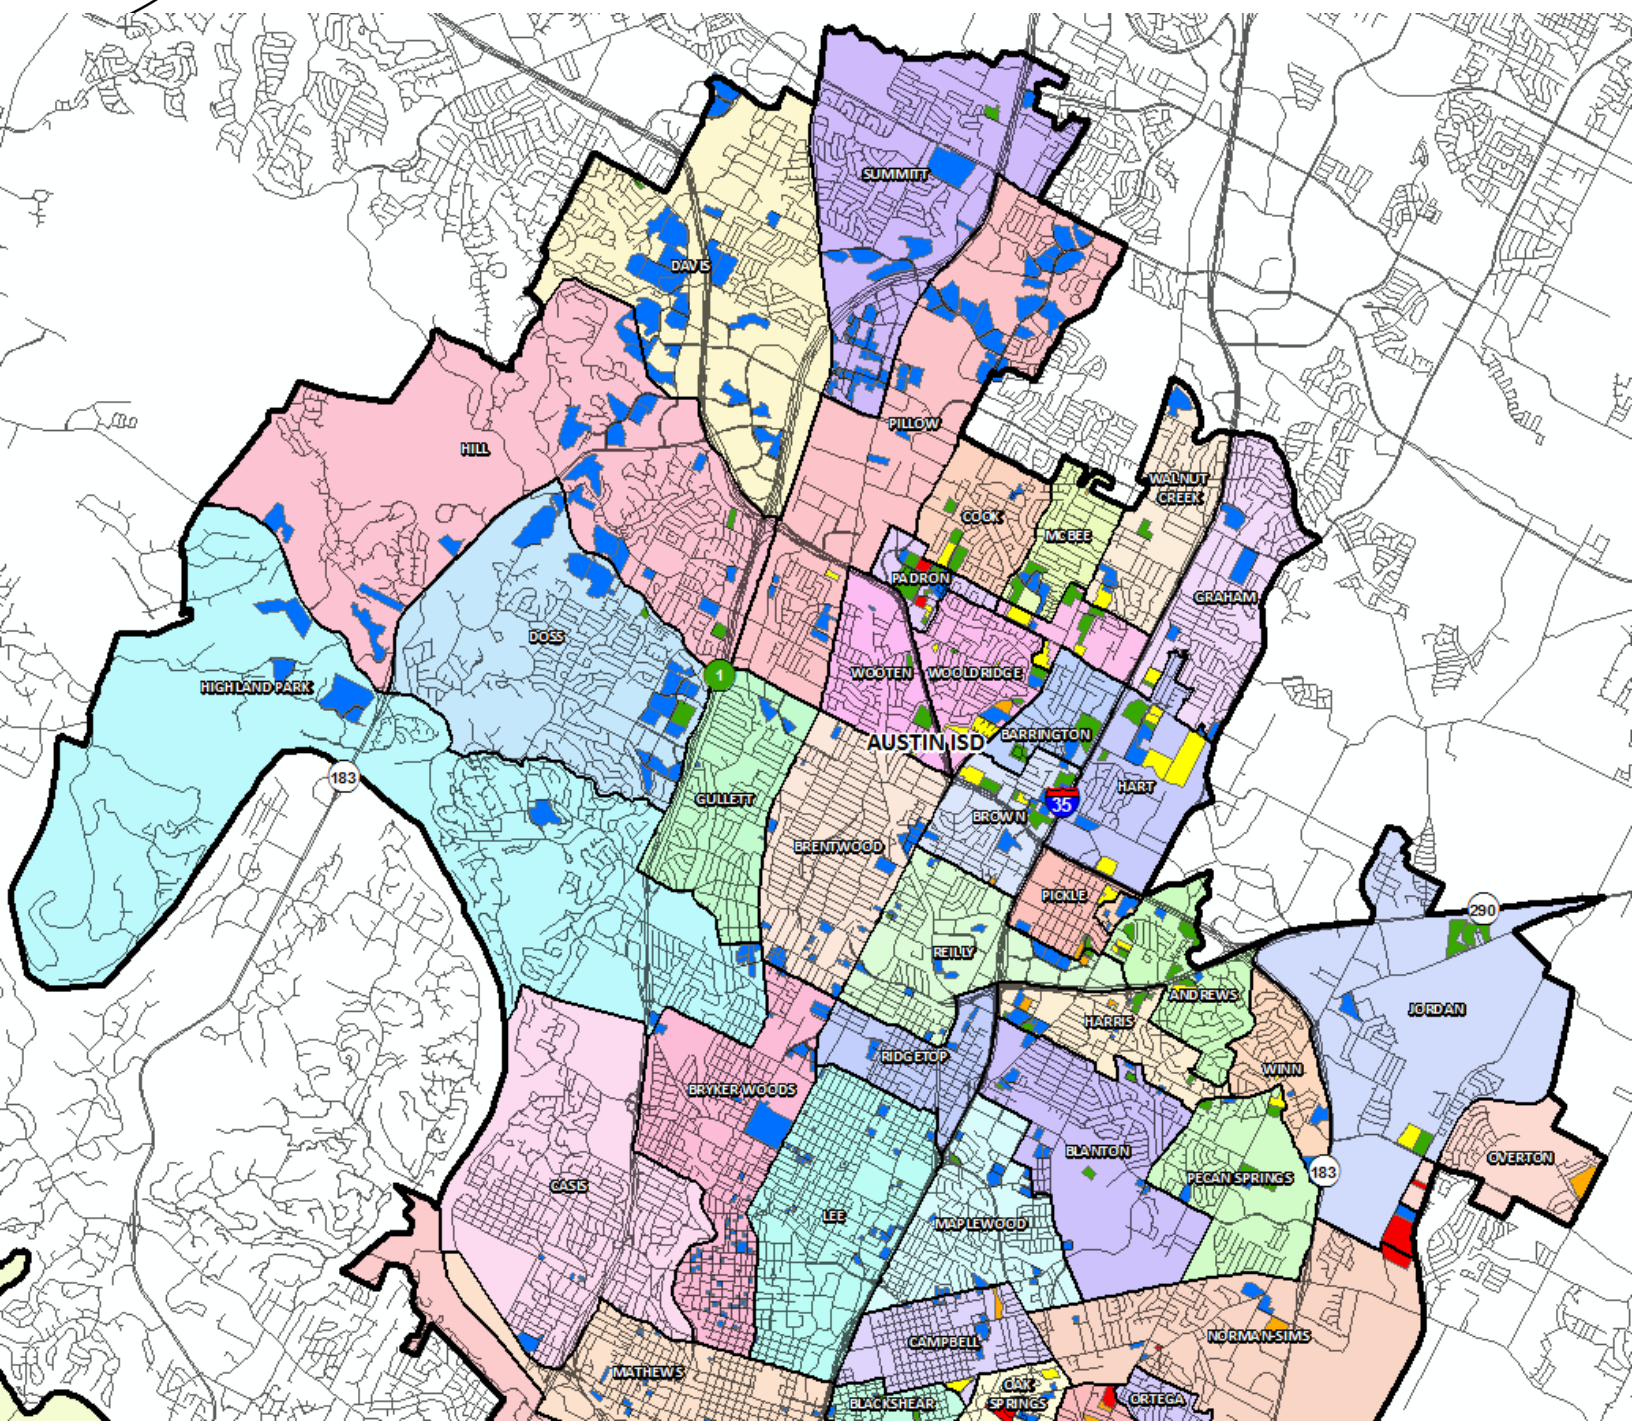 SUMMITT
DAVIS
PILLOW
HILL
WALNUT
CREEK
COOK
MCBEE
PADRON
GRAHAM
DOSS
1
WOOTEN
WOOLDRIDGE
HIGHLAND PARK
AUSTIN ISD
BARRINGTON
183
GULLETT
HART
35
BROWN
BRENTWOOD
PICKLE
290
REILLY
ANDREWS
JORDAN
HARRIS
RIDGETOP
WINN
BRYKER WOODS
BLANTON
OVERTON
PECAN SPRINGS
183
CASIS
LEE
MAPLEWOOD
NORMAN-SIMS
CAMPBELL
MATHEWS
OAK
SPRINGS
BLACKSHEAR
ORTEGA